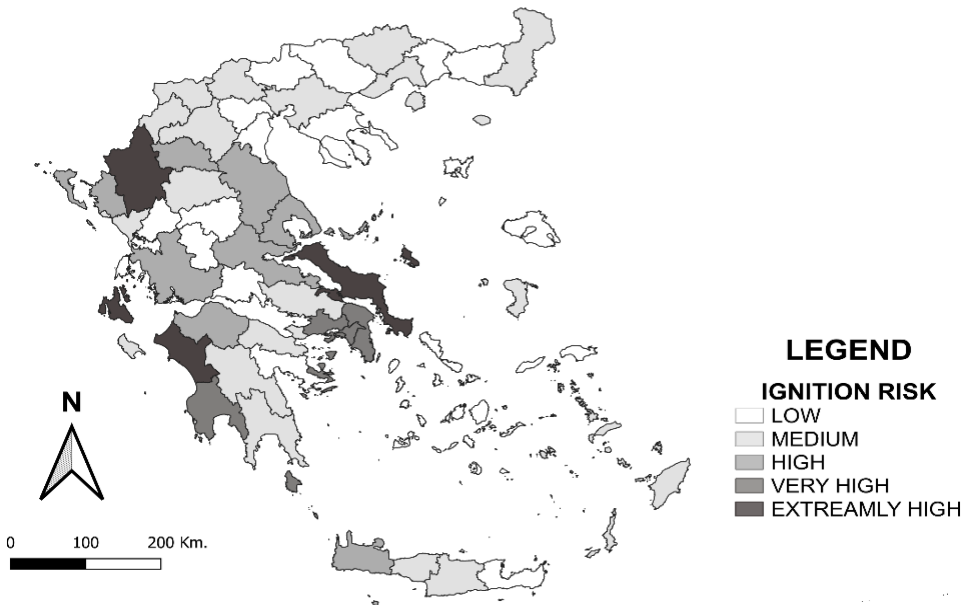 LEGEND
IGNITION RISK
LOW
MEDIUM
HIGH
VERY HIGH
EXTREAMLY HIGH
N
0 100 200 Km.